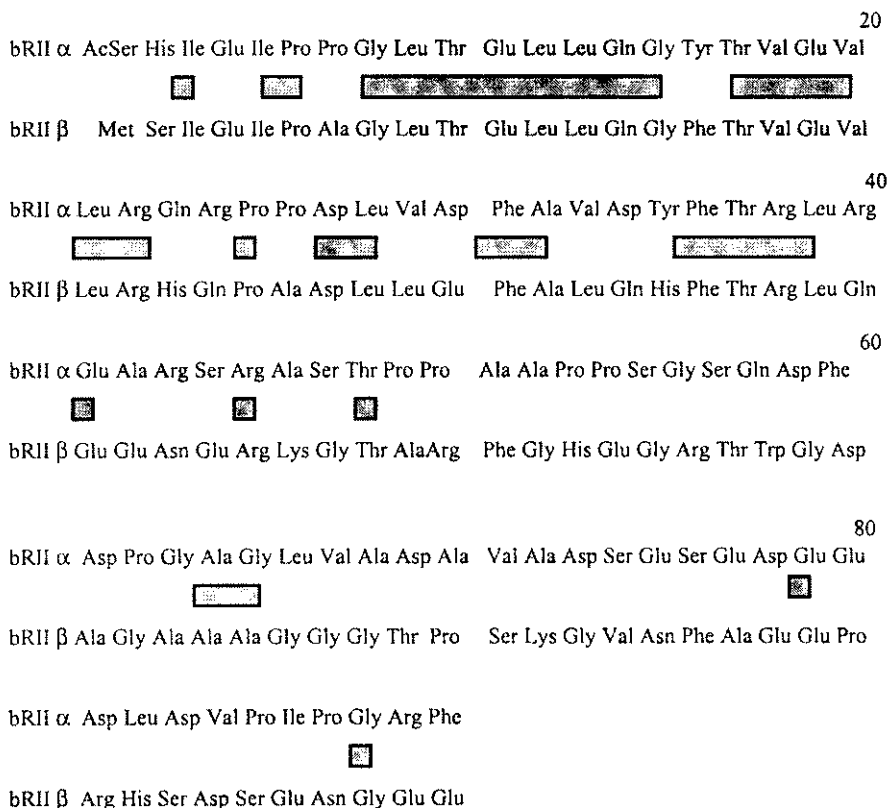 20
bRII α AcSer His Ile Glu Ile Pro Pro Gly Leu Thr Glu Leu Leu Gln Gly Tyr Thr Val Glu Val
bRII β Met Ser Ile Glu Ile Pro Ala Gly Leu Thr Glu Leu Leu Gln Gly Phe Thr Val Glu Val
40
bRII α Leu Arg Gln Arg Pro Pro Asp Leu Val Asp Phe Ala Val Asp Tyr Phe Thr Arg Leu Arg
bRII β Leu Arg His Gln Pro Ala Asp Leu Leu Glu Phe Ala Leu Gln His Phe Thr Arg Leu Gln
60
bRII α Glu Ala Arg Ser Arg Ala Ser Thr Pro Pro Ala Ala Pro Pro Ser Gly Ser Gln Asp Phe
bRII β Glu Glu Asn Glu Arg Lys Gly Thr AlaArg Phe Gly His Glu Gly Arg Thr Trp Gly Asp
80
bRII α Asp Pro Gly Ala Gly Leu Val Ala Asp Ala Val Ala Asp Ser Glu Ser Glu Asp Glu Glu
bRII β Ala Gly Ala Ala Ala Gly Gly Gly Thr Pro Ser Lys Gly Val Asn Phe Ala Glu Glu Pro
bRII α Asp Leu Asp Val Pro Ile Pro Gly Arg Phe
bRII β Arg His Ser Asp Ser Glu Asn Gly Glu Glu